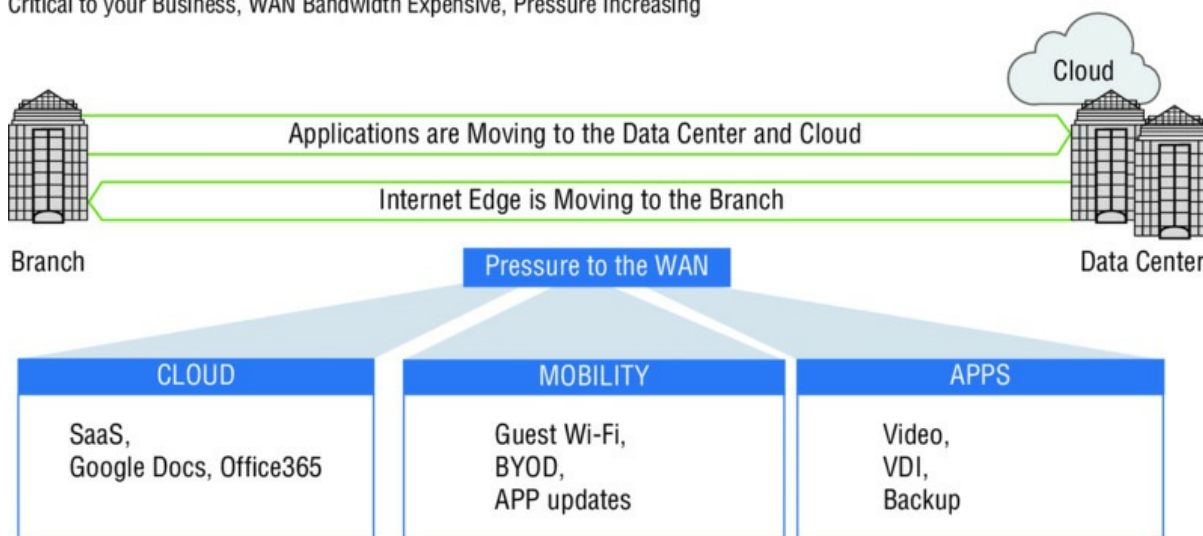 Critical to your Business, WAN Bandwidth Expensive, Pressure Increasing
Cloud
Applications are Moving to the Data Center and Cloud
Internet Edge is Moving to the Branch
Branch
Data Center
Pressure to the WAN
CLOUD
SaaS,
Google Docs, Office365
MOBILITY
Guest Wi-Fi,
BYOD,
APP updates
APPS
Video,
VDI,
Backup